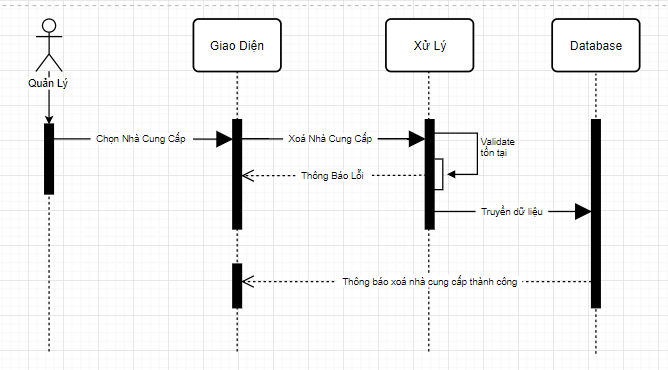 Giao Diện
Xử Lý
Database
Quản Lý
Chọn Nhà Cung Cấp
Xoá Nhà Cung Cấp
Validate
tồn tại
Thông Báo Lỗi
Truyền dữ liệu
Thông báo xoá nhà cung cấp thành công